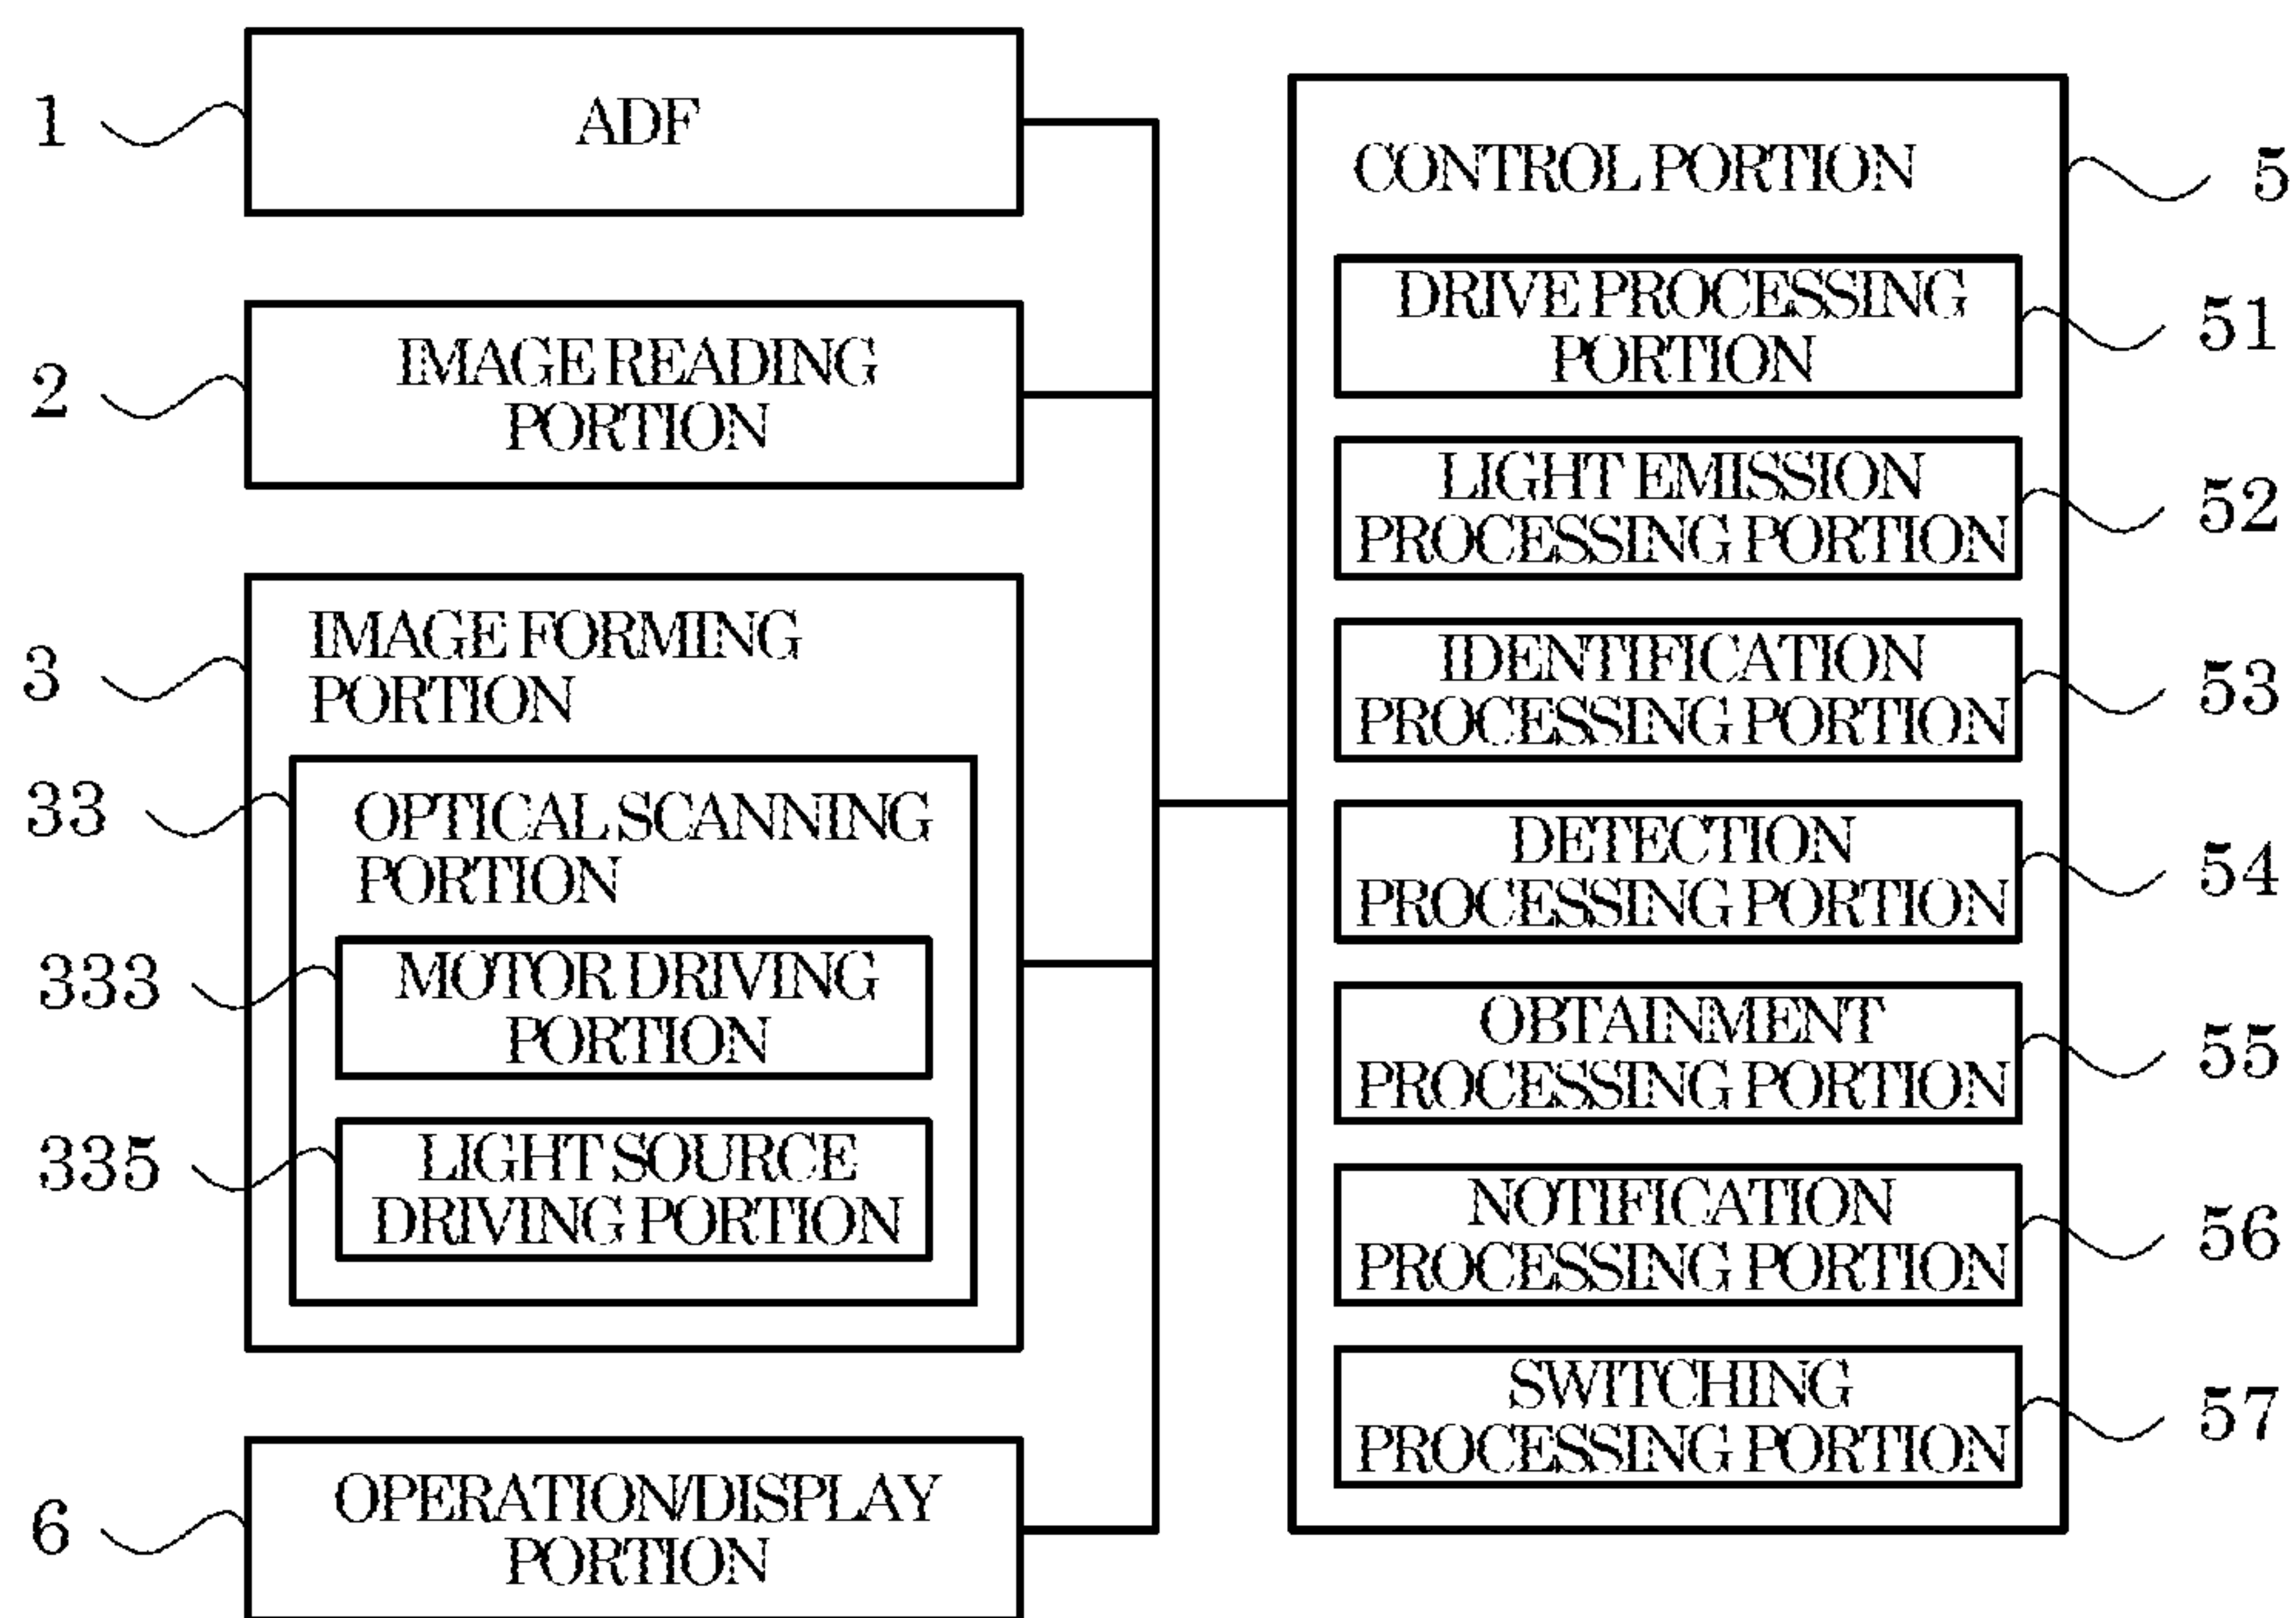 1
ADF
2
IMAGE READING
PORTION
3
IMAGE FORMING
PORTION
33
OPTICAL SCANNING
PORTION
333
MOTOR DRIVING
PORTION
335
LIGHT SOURCE
DRIVING PORTION
6
OPERATION/DISPLAY
PORTION
CONTROL PORTION
5
DRIVE PROCESSING
PORTION
51
LIGHT EMISSION
PROCESSING PORTION
52
IDENTIFICATION
PROCESSING PORTION
53
DETECTION
PROCESSING PORTION
54
OBTAINMENT
PROCESSING PORTION
55
NOTIFICATION
PROCESSING PORTION
56
SWITCHING
PROCESSING PORTION
57